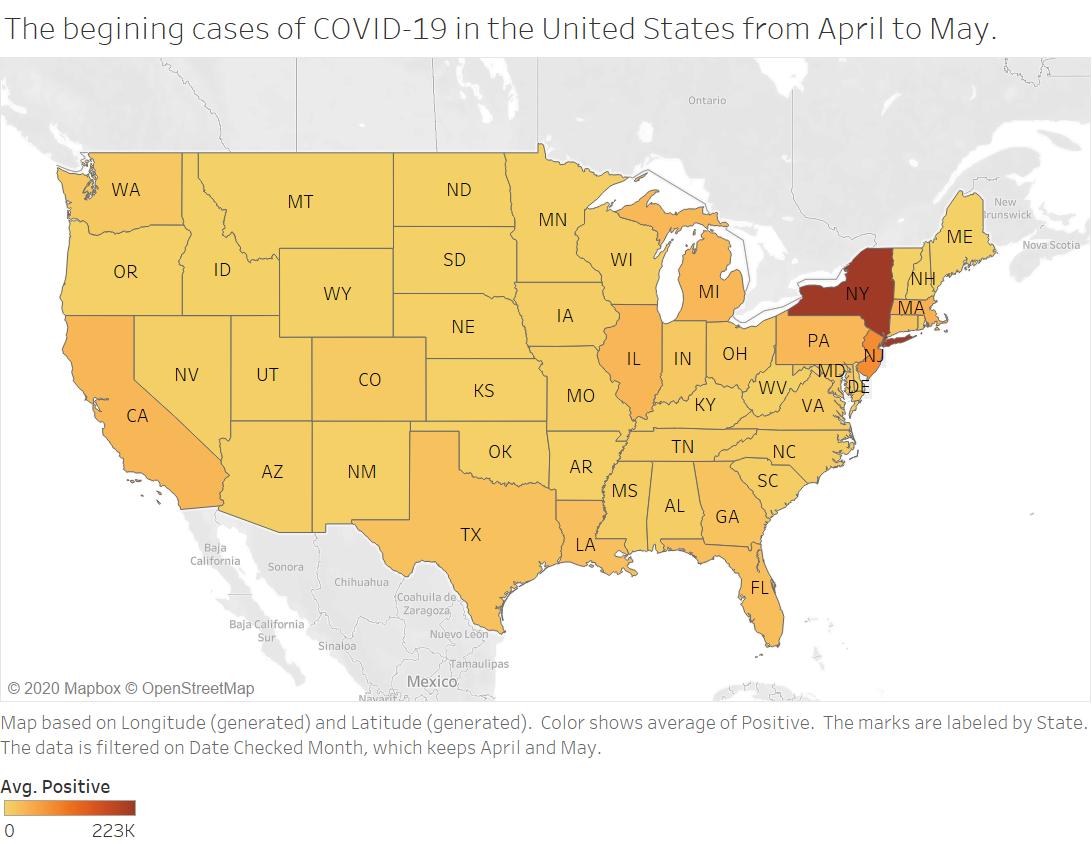 The begining cases of COVID-19 in the United States from April to May.
Ontario
WA
MT
ND
MN
New
Brunswick
ME
Nova Scotia
OR
ID
SD
WI
NH
WY
MI
NY
MA
IA
NE
PA
NV
UT
CO
KS
IL
IN
OH
NJ
MD
DE
WV
MO
VA
KY
CA
TN
NC
OK
AZ
NM
AR
SC
MS
AL
GA
TX
LA
FL
Baja
California
Sonora
Chihuahua
Coahuila de
Zaragoza
Baja California
Sur
Nuevo León
Sinaloa
Tamaulipas
Mexico
Nayarit
© 2020 Mapbox © OpenStreetMap
Map based on Longitude (generated) and Latitude (generated).  Color shows average of Positive.  The marks are labeled by State.
The data is filtered on Date Checked Month, which keeps April and May.
Avg. Positive
0 223K